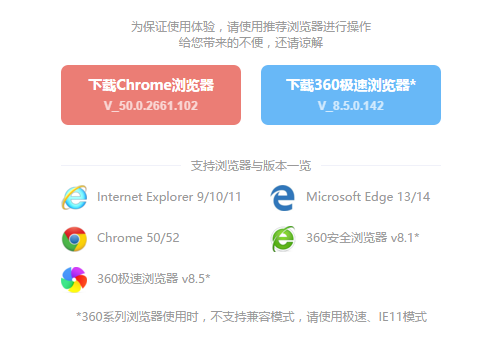 为保证使用体验，请使用推荐浏览器进行操作
给您带来的不便，还请谅解
下载Chrome浏览器
V_50.0.2661.102
下载360极速浏览器*
V_8.5.0.142
支持浏览器与版本一览
Internet Explorer 9/10/11
Microsoft Edge 13/14
Chrome 50/52
360安全浏览器 v8.1*
360极速浏览器 v8.5*
*360系列浏览器使用时，不支持兼容模式，请使用极速、IE11模式